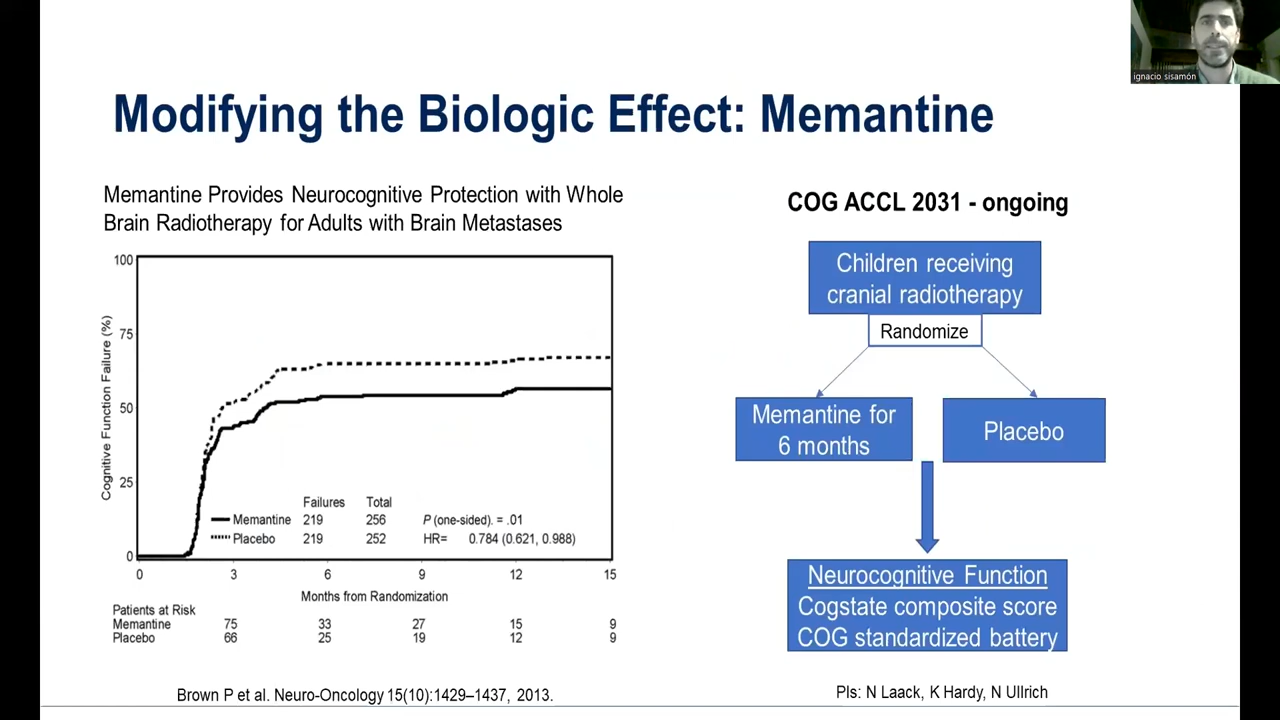 ignacio sisamón
Modifying the Biologic Effect: Memantine
Memantine Provides Neurocognitive Protection with Whole
Brain Radiotherapy for Adults with Brain Metastases
Cognitive Function Failure (%)
100
75
50
25
0
Failures Total
Memantine 219 256 P (one-sided). = .01
Placebo 219 252 HR= 0.784 (0.621, 0.988)
0 3 6 9 12 15
Months from Randomization
Patients at Risk
Memantine 75 33 27 15 9
Placebo 66 25 19 12 9
Brown P et al. Neuro-Oncology 15(10):1429–1437, 2013.
COG ACCL 2031 - ongoing
Children receiving
cranial radiotherapy
Randomize
Memantine for
6 months
Placebo
Neurocognitive Function
Cogstate composite score
COG standardized battery
PIs: N Laack, K Hardy, N Ullrich